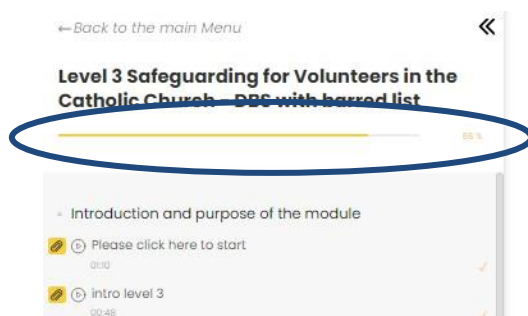 ←Back to the main Menu
Level 3 Safeguarding for Volunteers in the
Catholic Church - DBS with barred list
Introduction and purpose of the module
Please click here to start
01:10
intro level 3
00:48